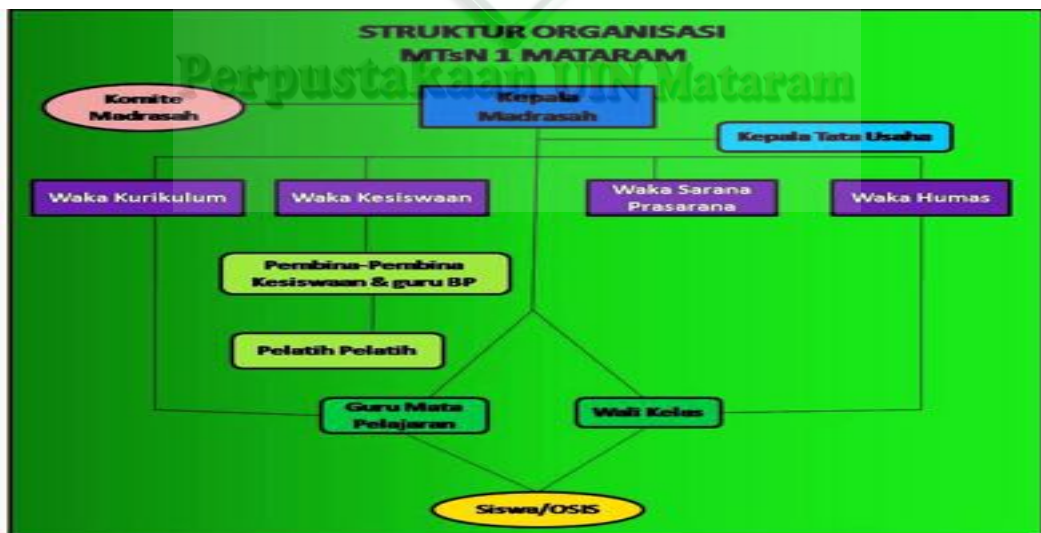 STRUKTUR ORGANISASI
MTsN 1 MATARAM
Perpustakaan UIN Mataram
Komite
Madrasah
Kepala
Madrasah
Kepala Tata Usaha
Waka Kurikulum
Waka Kesiswaan
Waka Sarana
Prasarana
Waka Humas
Pembina-Pembina
Kesiswaan & guru BP
Pelatih Pelatih
Guru Mata
Pelajaran
Wali Kelas
Siswa/OSIS